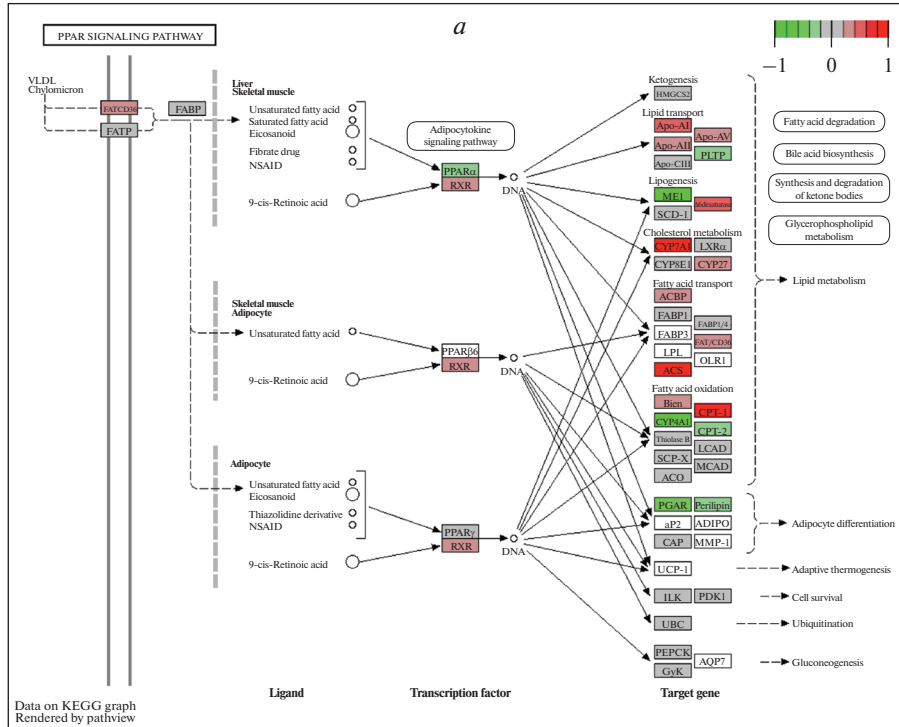 PPAR SIGNALING PATHWAY
a
−1 0 1
VLDL
Chylomicron
FATCD36
FATP
FABP
Liver
Skeletal muscle
Unsaturated fatty acid
Saturated fatty acid
Eicosanoid
Fibrate drug
NSAID
9-cis-Retinoic acid
Adipocytokine
signaling pathway
PPARα
RXR
DNA
Skeletal muscle
Adipocyte
Unsaturated fatty acid
9-cis-Retinoic acid
PPARβ6
RXR
DNA
Adipocyte
Unsaturated fatty acid
Eicosanoid
Thiazolidine derivative
NSAID
9-cis-Retinoic acid
PPARγ
RXR
DNA
Ketogenesis
HMGCS2
Lipid transport
Apo-AI
Apo-AII Apo-AV
Apo-CIII PLTP
Lipogenesis
ME1
SCD-1 Δ6desaturase
Cholesterol metabolism
CYP7A1 LXRα
CYP8E1 CYP27
Fatty acid transport
ACBP
FABP1 FABP1/4
FABP3 FAT/CD36
LPL OLR1
ACS
Fatty acid oxidation
Bien CPT-1
CYP4A1 CPT-2
Thiolase B LCAD
SCP-X MCAD
ACO
PGAR Perilipin
aP2 ADIPO
CAP MMP-1
UCP-1
ILK PDK1
UBC
PEPCK AQP7
GyK
Fatty acid degradation
Bile acid biosynthesis
Synthesis and degradation
of ketone bodies
Glycerophospholipid
metabolism
Lipid metabolism
Adipocyte differentiation
Adaptive thermogenesis
Cell survival
Ubiquitination
Gluconeogenesis
Ligand Transcription factor Target gene
Data on KEGG graph
Rendered by pathview